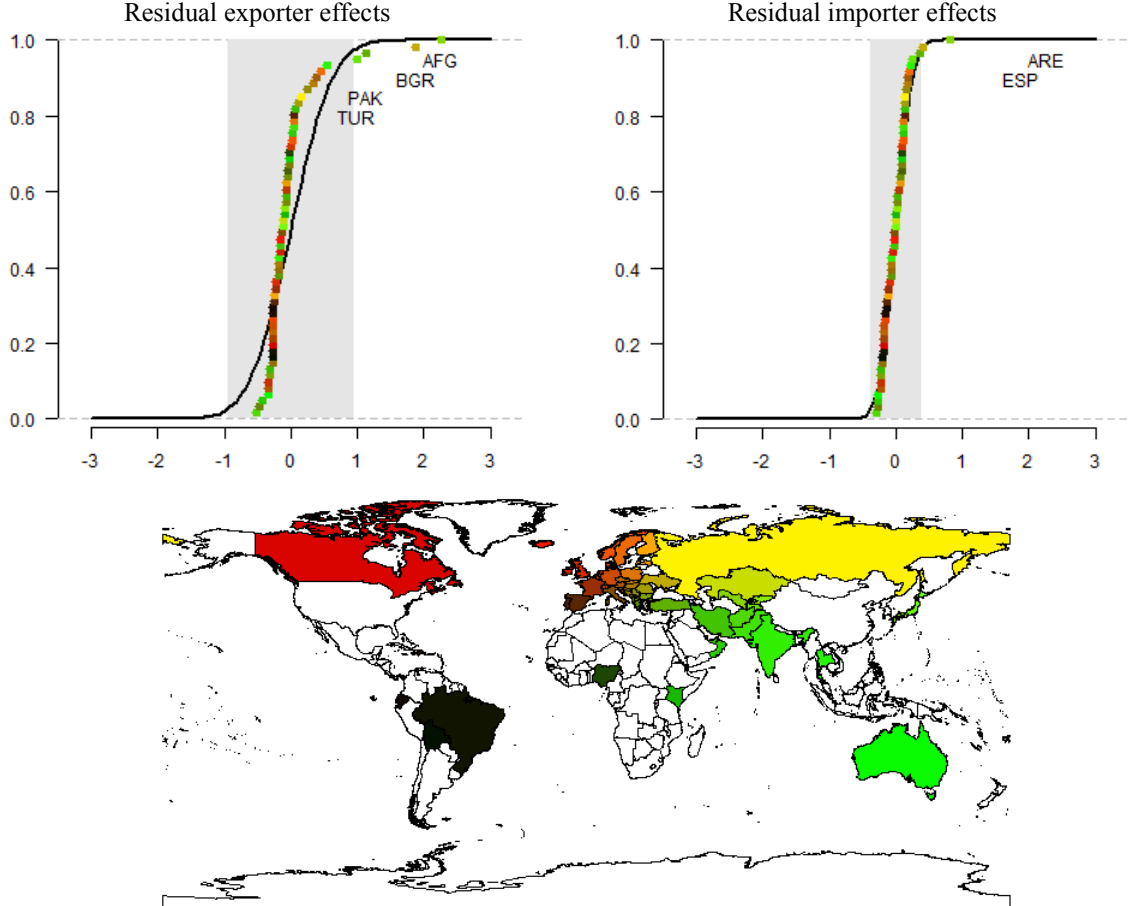 Residual exporter effects
1.0
0.8
0.6
0.4
0.2
0.0
AFG
BGR
PAK
TUR
-3 -2 -1 0 1 2 3
Residual importer effects
1.0
0.8
0.6
0.4
0.2
0.0
ARE
ESP
-3 -2 -1 0 1 2 3